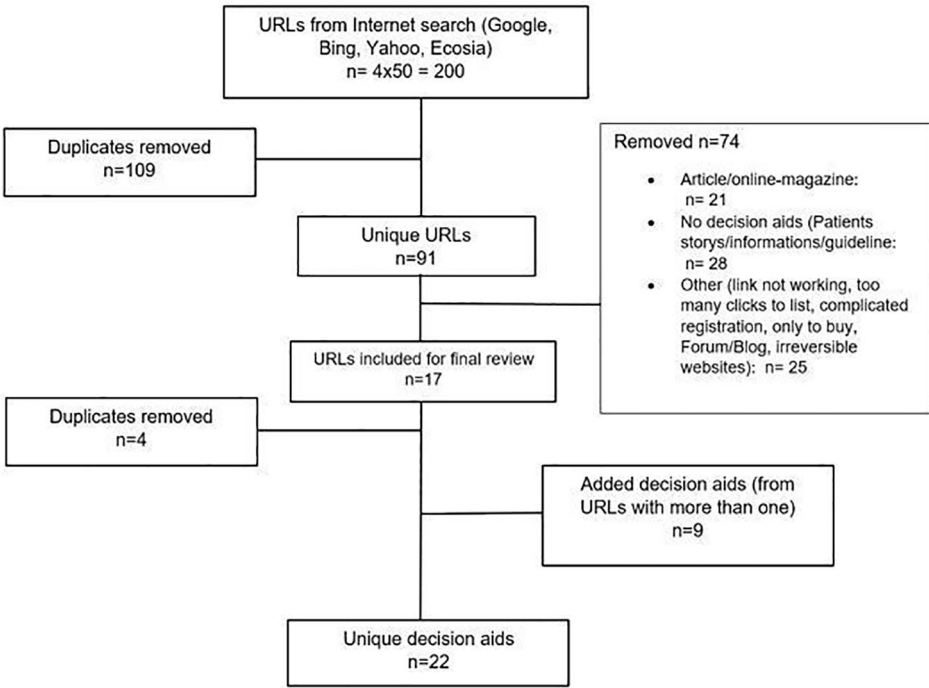 URLs from Internet search (Google,
Bing, Yahoo, Ecosia)
n= 4x50 = 200
Duplicates removed
n=109
Removed n=74
• Article/online-magazine:
n= 21
• No decision aids (Patients
storys/informations/guideline:
n= 28
• Other (link not working, too
many clicks to list, complicated
registration, only to buy,
Forum/Blog, irreversible
websites): n= 25
Unique URLs
n=91
URLs included for final review
n=17
Duplicates removed
n=4
Added decision aids (from
URLs with more than one)
n=9
Unique decision aids
n=22